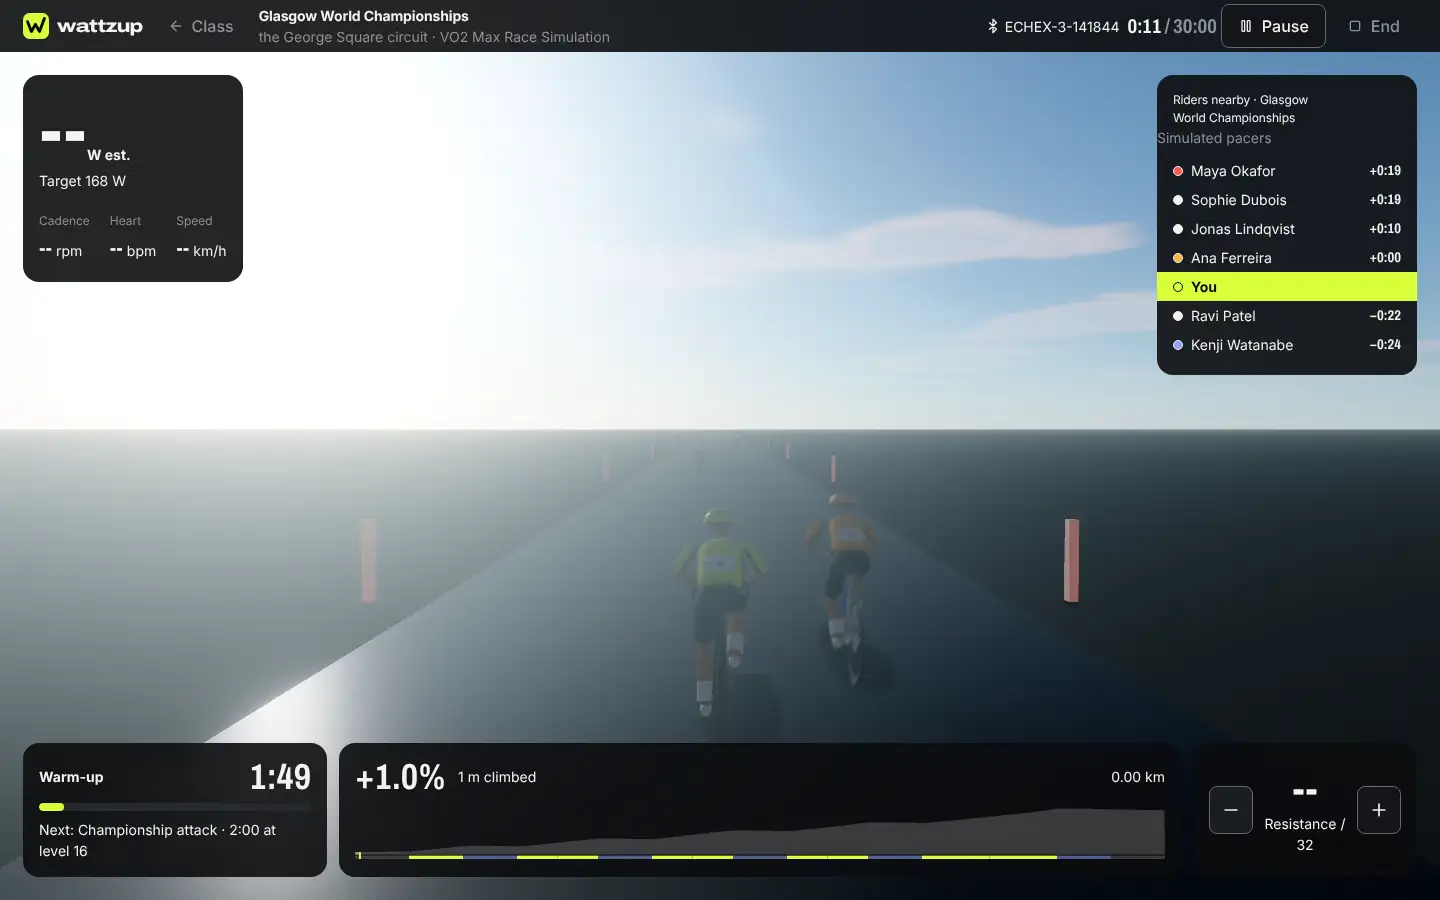 wattzup
← Class
Glasgow World Championships
the George Square circuit · VO2 Max Race Simulation
ECHEX-3-141844 0:11 / 30:00
Pause
End
--
W est.
Target 168 W
Cadence Heart Speed
-- rpm -- bpm -- km/h
Riders nearby · Glasgow
World Championships
Simulated pacers
Maya Okafor +0:19
Sophie Dubois +0:19
Jonas Lindqvist +0:10
Ana Ferreira +0:00
You
Ravi Patel −0:22
Kenji Watanabe −0:24
Warm-up 1:49
Next: Championship attack · 2:00 at
level 16
+1.0% 1 m climbed 0.00 km
− -- +
Resistance /
32